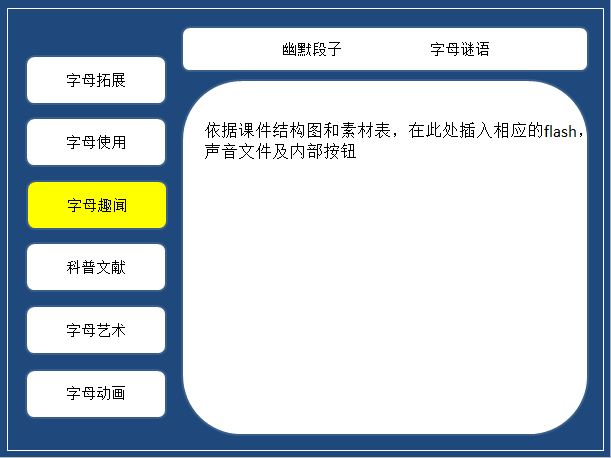 幽默段子 字母谜语
字母拓展
字母使用
字母趣闻
科普文献
字母艺术
字母动画
依据课件结构图和素材表，在此处插入相应的flash，
声音文件及内部按钮